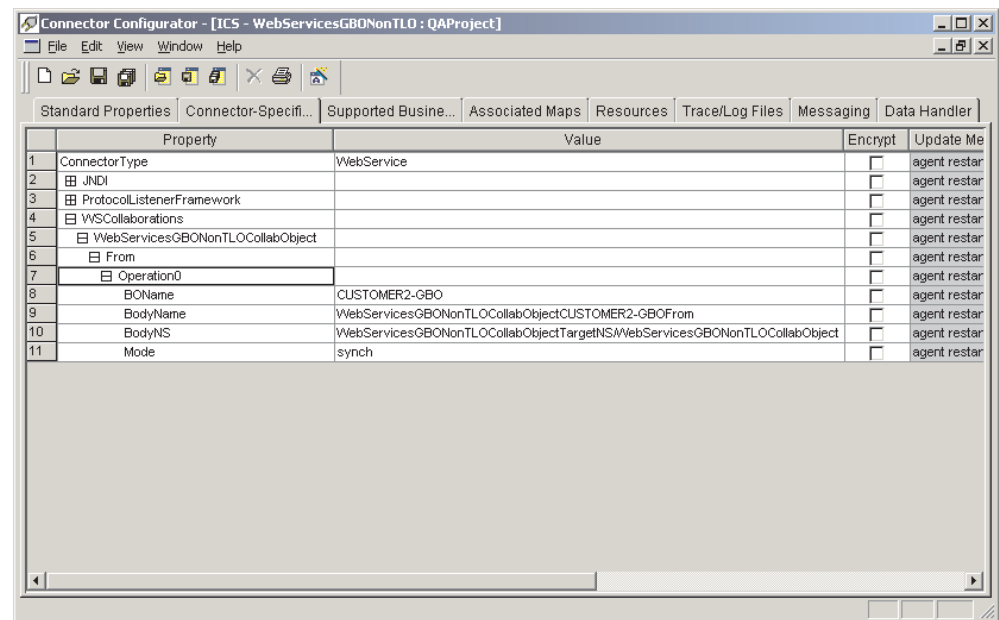 Connector Configurator - [ICS - WebServicesGBONonTLO : QAProject]
File Edit View Window Help
Standard Properties Connector-Specifi... Supported Busine... Associated Maps Resources Trace/Log Files Messaging Data Handler
Property Value Encrypt Update Me
1 ConnectorType WebService agent restar
2 JNDI agent restar
3 ProtocolListenerFramework agent restar
4 WSCollaborations agent restar
5 WebServicesGBONonTLOCollabObject agent restar
6 From agent restar
7 Operation0 agent restar
8 BOName CUSTOMER2-GBO agent restar
9 BodyName WebServicesGBONonTLOCollabObjectCUSTOMER2-GBOFrom agent restar
10 BodyNS WebServicesGBONonTLOCollabObjectTargetNS/WebServicesGBONonTLOCollabObject agent restar
11 Mode synch agent restar